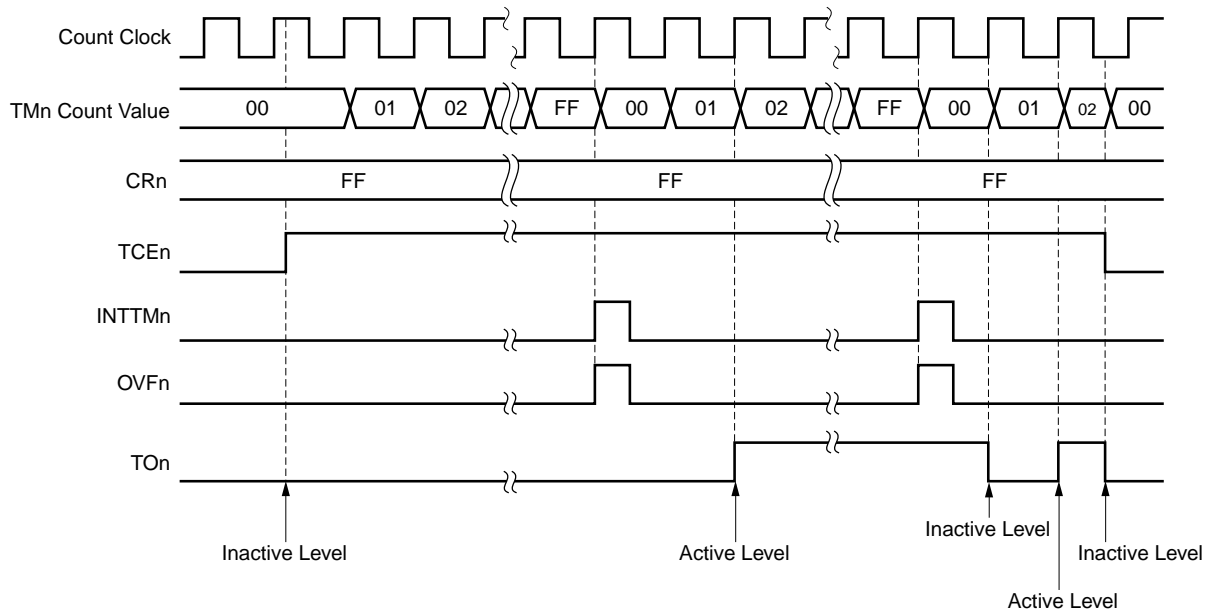 Count Clock
TMn Count Value 00 01 02 FF 00 01 02 FF 00 01 02 00
CRn FF FF FF
TCEn
INTTMn
OVFn
TOn
Inactive Level Active Level Inactive Level Inactive Level
Active Level